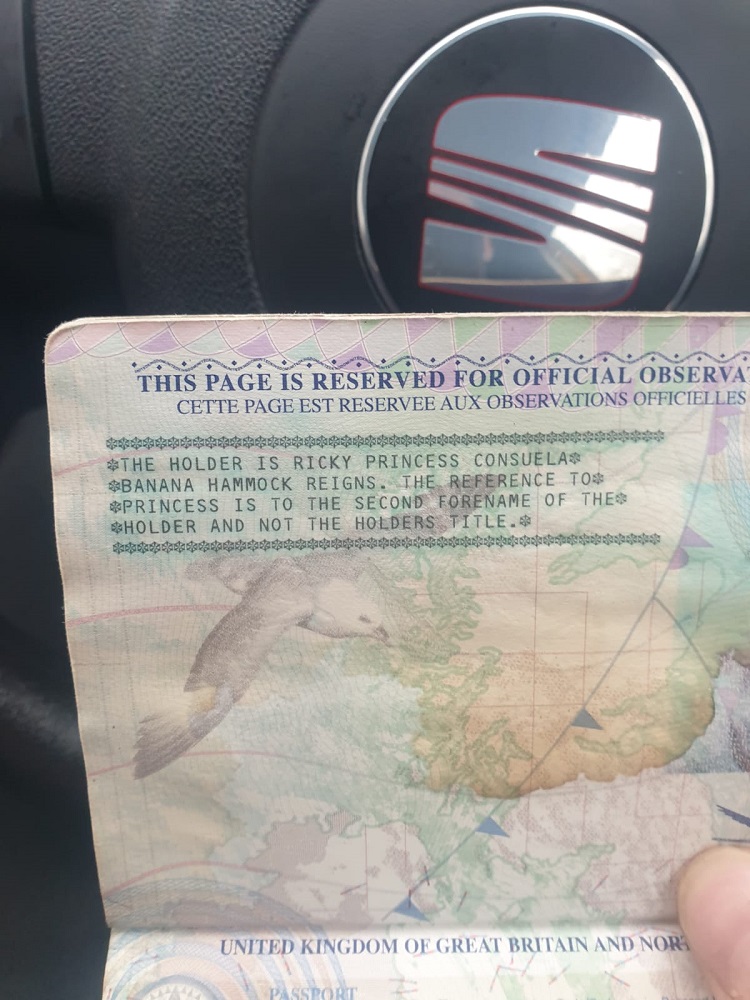 THIS PAGE IS RESERVED FOR OFFICIAL
CETTE PAGE EST RESERVEE AUX OBSERVATIONS OFFICIELLES
*************************************************
*THE HOLDER IS RICKY PRINCESS CONSUELA*
*BANANA HAMMOCK REIGNS. THE REFERENCE TO*
*PRINCESS IS TO THE SECOND FORENAME OF THE*
*HOLDER AND NOT THE HOLDERS TITLE.*
*************************************************
UNITED KINGDOM OF GREAT BRITAIN AND
PASSPORT